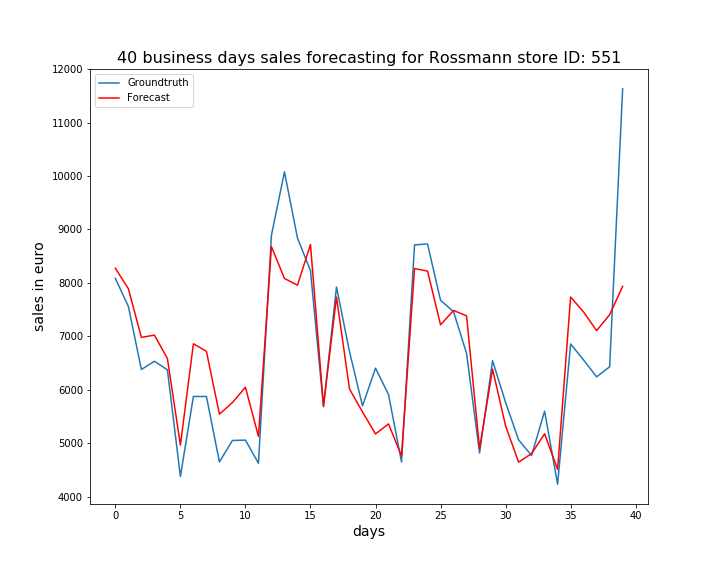 40 business days sales forecasting for Rossmann store ID: 551
Groundtruth
Forecast
12000
11000
10000
9000
8000
7000
6000
5000
4000
sales in euro
0 5 10 15 20 25 30 35 40
days